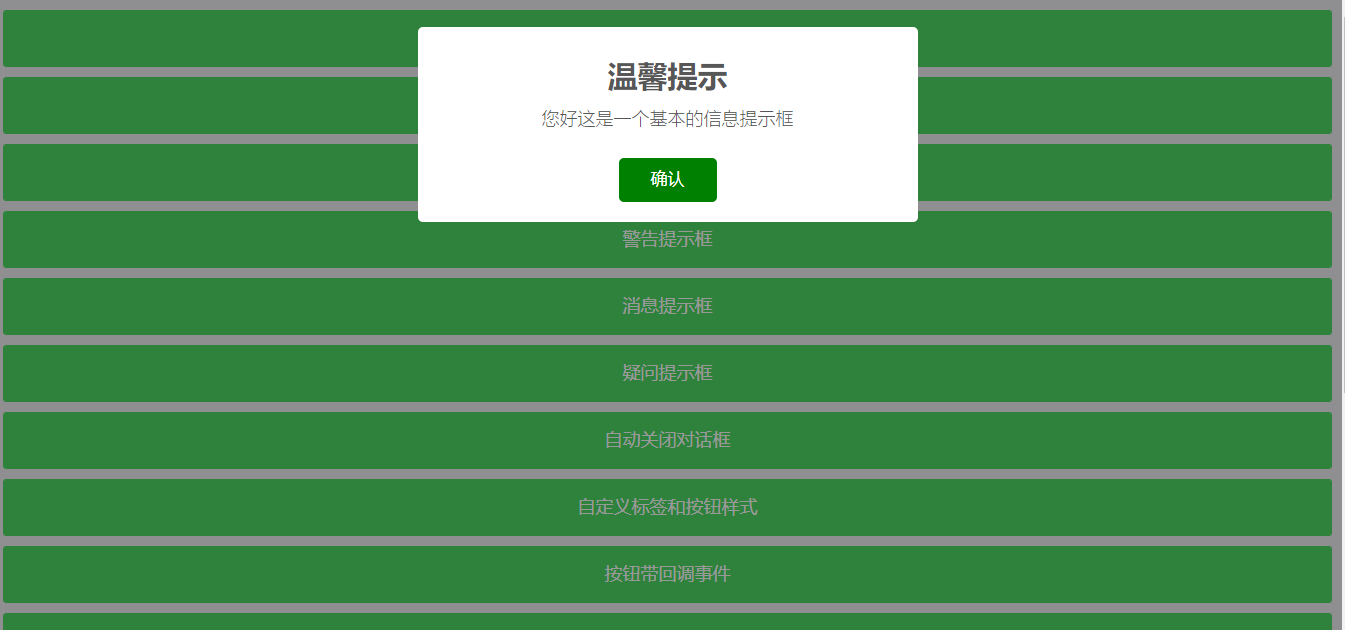 温馨提示
您好这是一个基本的信息提示框
确认
警告提示框
消息提示框
疑问提示框
自动关闭对话框
自定义标签和按钮样式
按钮带回调事件